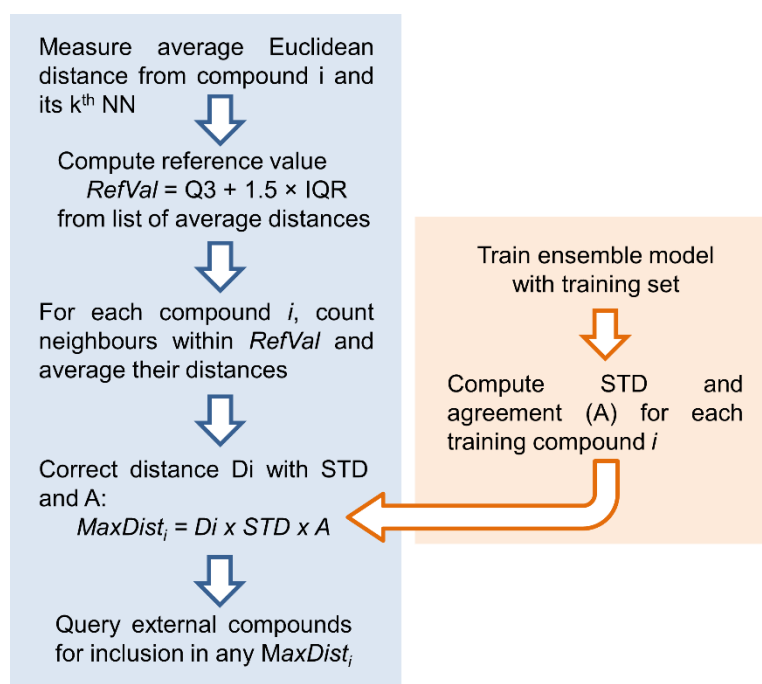 Measure average Euclidean
distance from compound i and
its kth NN
Compute reference value
RefVal = Q3 + 1.5 × IQR
from list of average distances
For each compound i, count
neighbours within RefVal and
average their distances
Correct distance Di with STD
and A:
MaxDisti = Di x STD x A
Query external compounds
for inclusion in any MaxDisti
Train ensemble model
with training set
Compute STD and
agreement (A) for each
training compound i